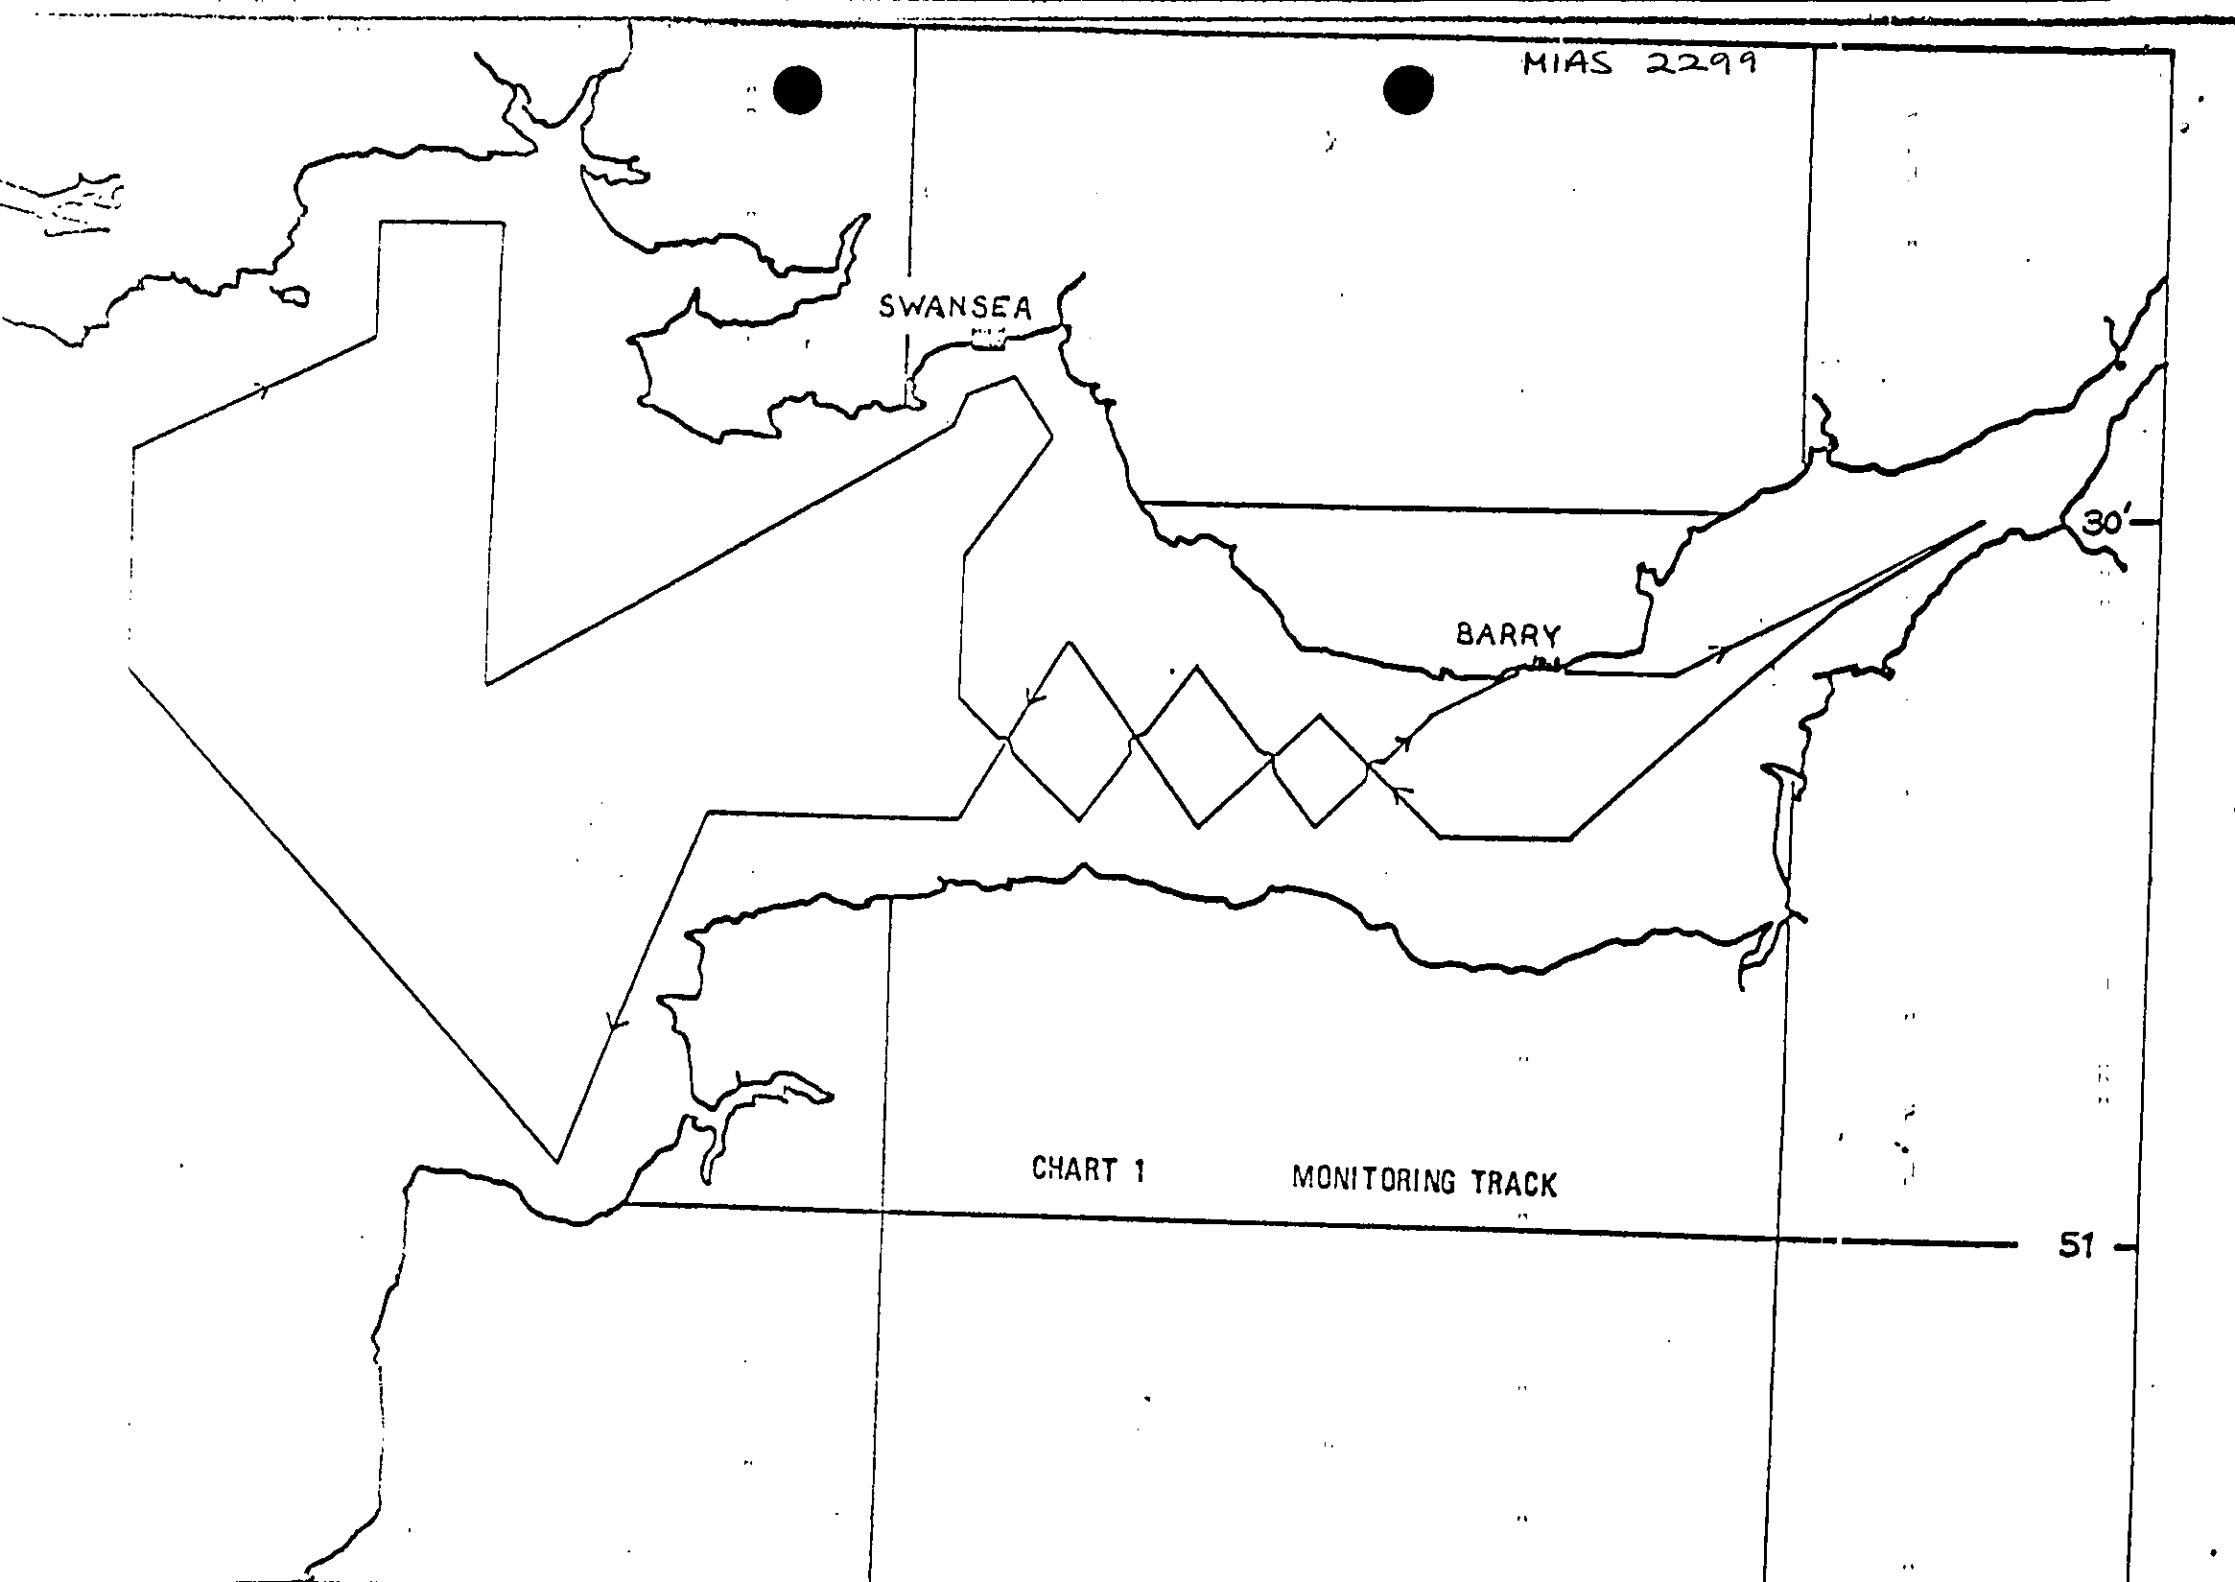 MIAS 2299
SWANSEA
30'
BARRY
CHART 1 MONITORING TRACK
51